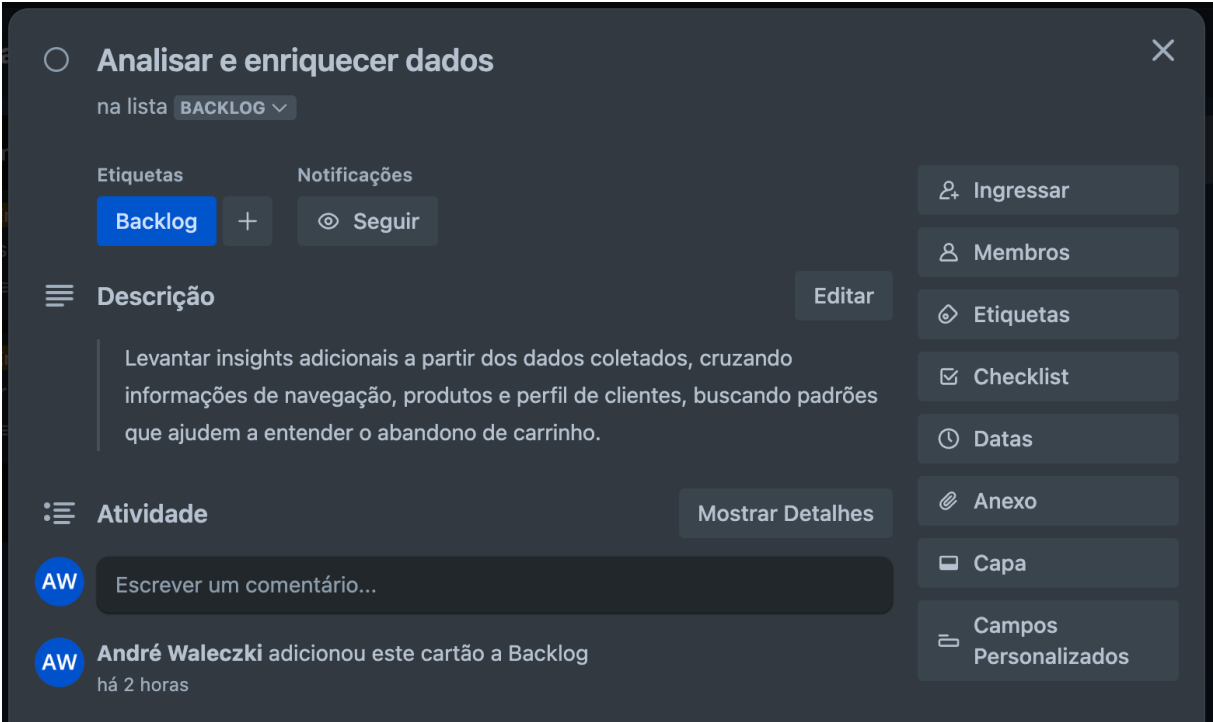 Analisar e enriquecer dados
na lista BACKLOG
Etiquetas
Notificações
Backlog
+
Seguir
Descrição
Editar
Levantar insights adicionais a partir dos dados coletados, cruzando
informações de navegação, produtos e perfil de clientes, buscando padrões
que ajudem a entender o abandono de carrinho.
Atividade
Mostrar Detalhes
AW
Escrever um comentário...
AW
André Waleczki adicionou este cartão a Backlog
há 2 horas
Ingressar
Membros
Etiquetas
Checklist
Datas
Anexo
Capa
Campos
Personalizados